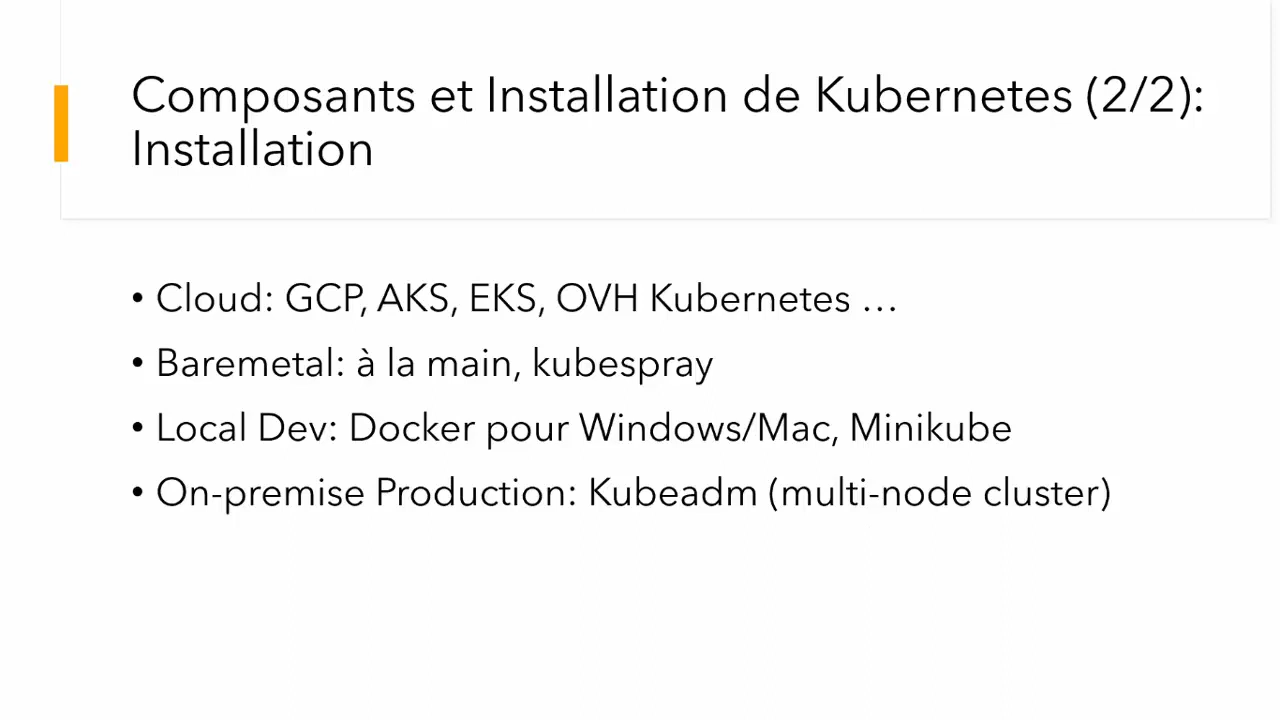 Composants et Installation de Kubernetes (2/2):
Installation
• Cloud: GCP, AKS, EKS, OVH Kubernetes …
• Baremetal: à la main, kubespray
• Local Dev: Docker pour Windows/Mac, Minikube
• On-premise Production: Kubeadm (multi-node cluster)